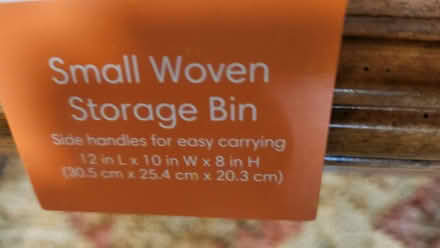 Small Woven
Storage Bin
Side handles for easy carrying
12 in L x 10 in W x 8 in H
(30.5 cm x 25.4 cm x 20.3 cm)